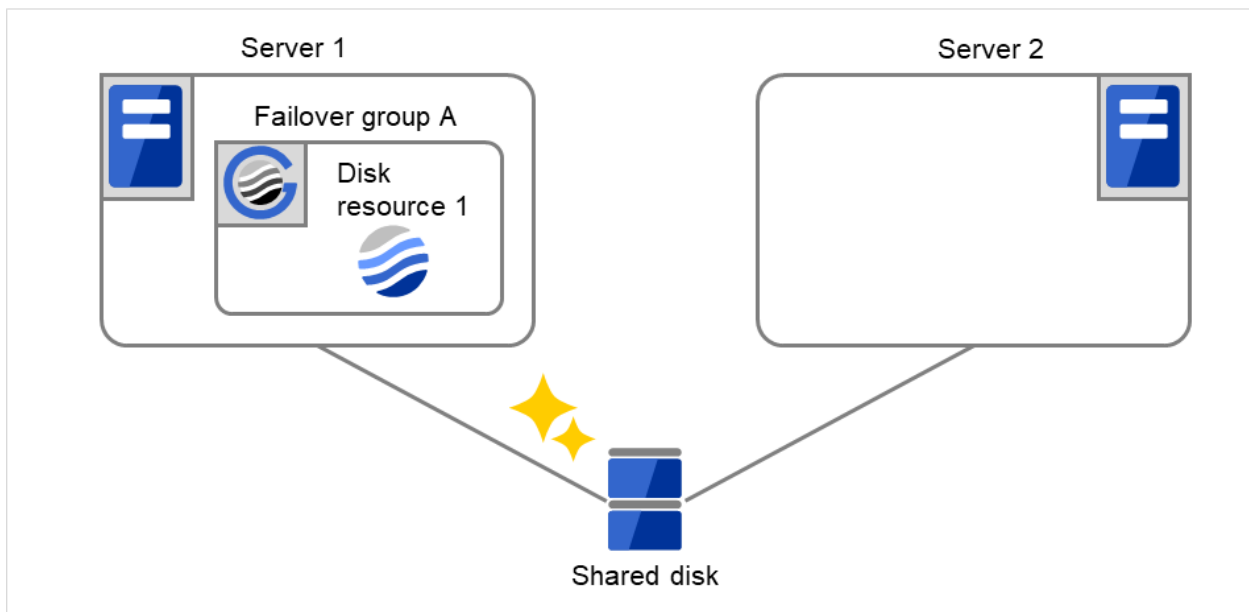 Server 1
Server 2
Failover group A
Disk
resource 1
Shared disk